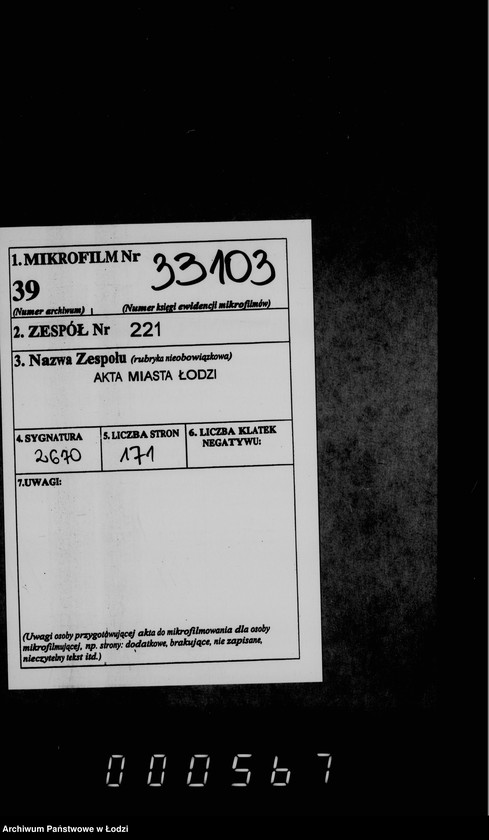 1. MIKROFILM Nr 33103
39
(Numer archiwum) (Numer księgi ewidencji mikrofilmów)
2. ZESPÓŁ Nr 221
3. Nazwa Zespołu (rubryka nieobowiązkowa)
AKTA MIASTA ŁODZI
4. SYGNATURA 5. LICZBA STRON 6. LICZBA KLATEK
NEGATYWU:
2670 171
7. UWAGI:
(Uwagi osoby przygotówującej akta do mikrofilmowania dla osoby
mikrofilmującej, np. strony: dodatkowe, brakujące, nie zapisane,
nieczytelny tekst itd.)
000567
Archiwum Państwowe w Łodzi